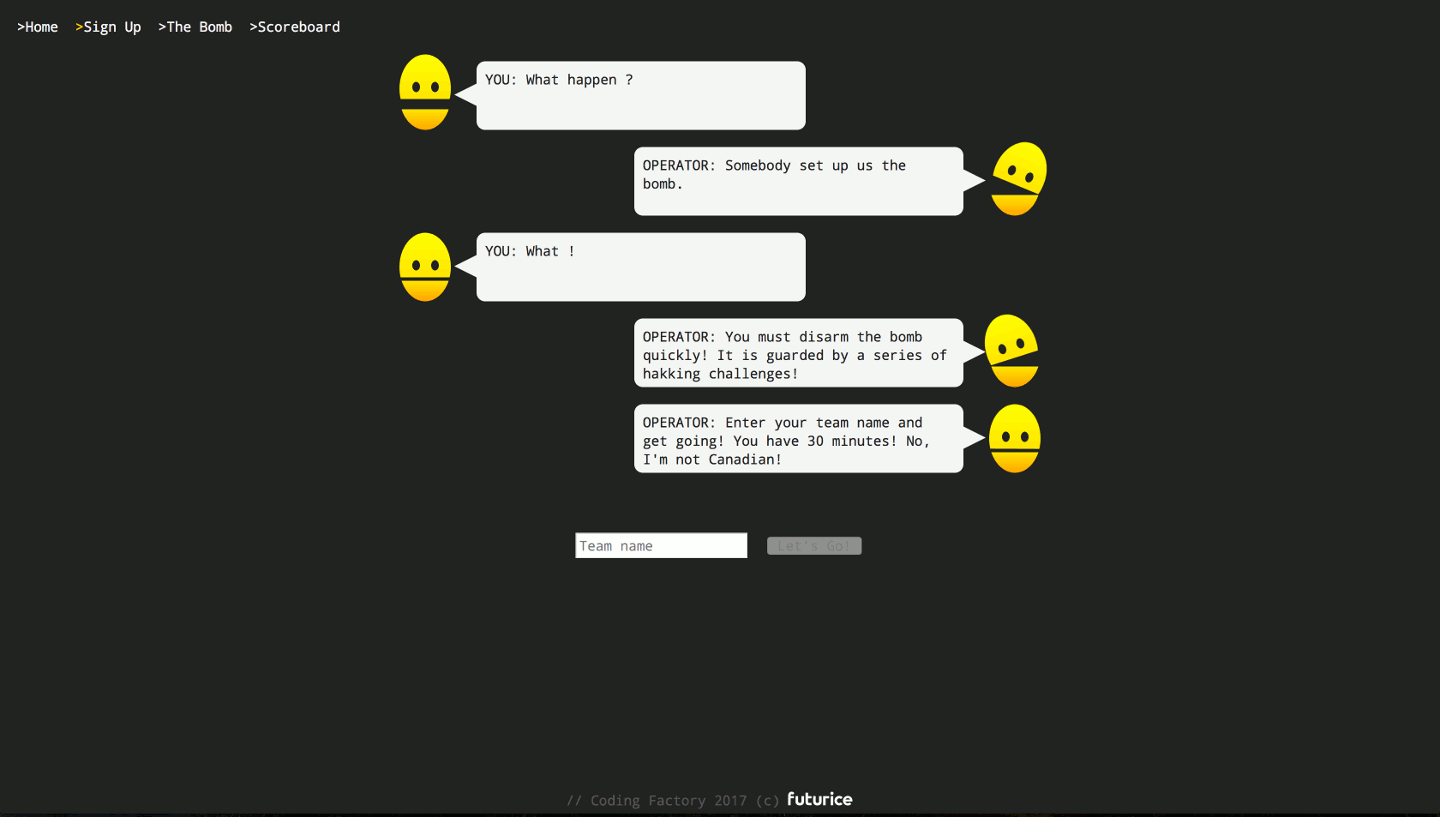 >Home >Sign Up >The Bomb >Scoreboard
YOU: What happen ?
OPERATOR: Somebody set up us the
bomb.
YOU: What !
OPERATOR: You must disarm the bomb
quickly! It is guarded by a series of
hakking challenges!
OPERATOR: Enter your team name and
get going! You have 30 minutes! No,
I'm not Canadian!
Team name Let's Go!
// Coding Factory 2017 (c) futurice